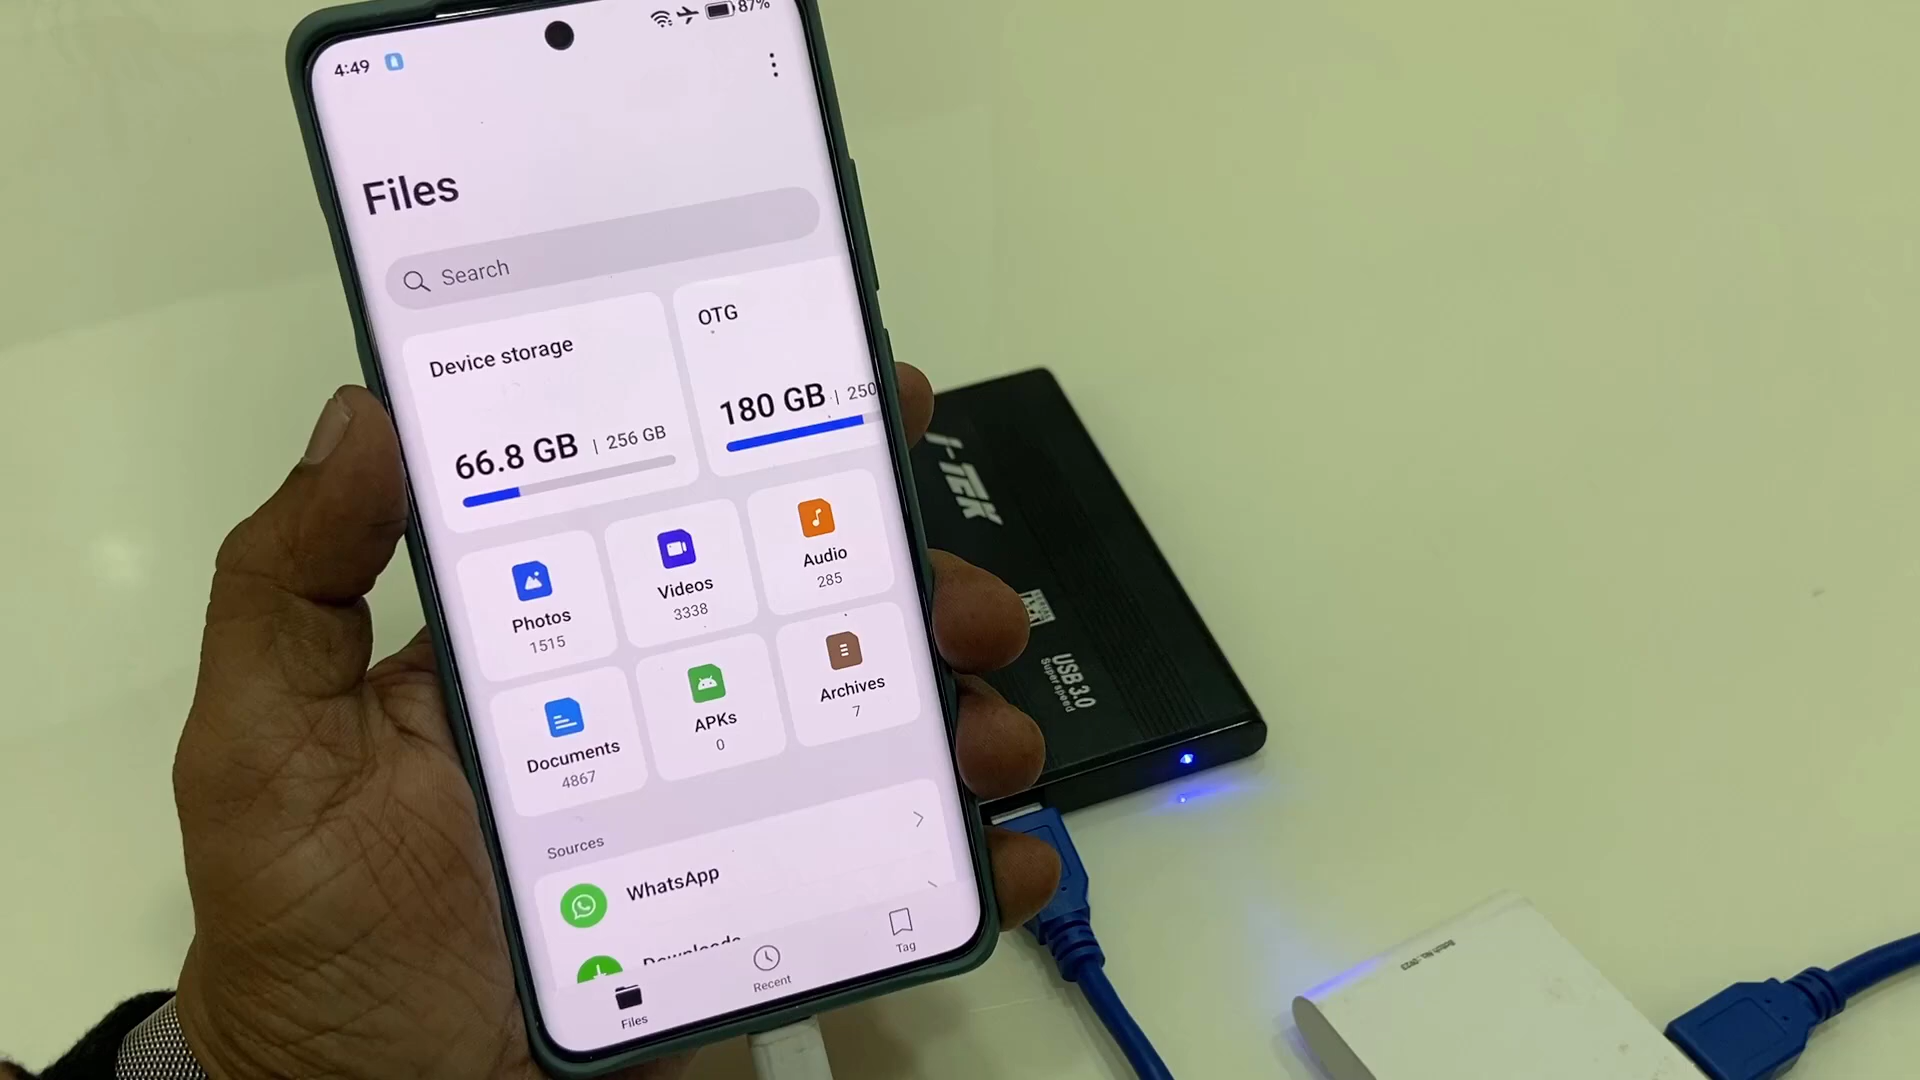 4:49
87%
Files
Search
Device storage
66.8 GB | 256 GB
OTG
180 GB | 250
Photos
1515
Videos
3338
Audio
285
Documents
4867
APKs
0
Archives
7
Sources
WhatsApp
Downloads
Files
Recent
Tag
i-TEK
USB 3.0
Super speed